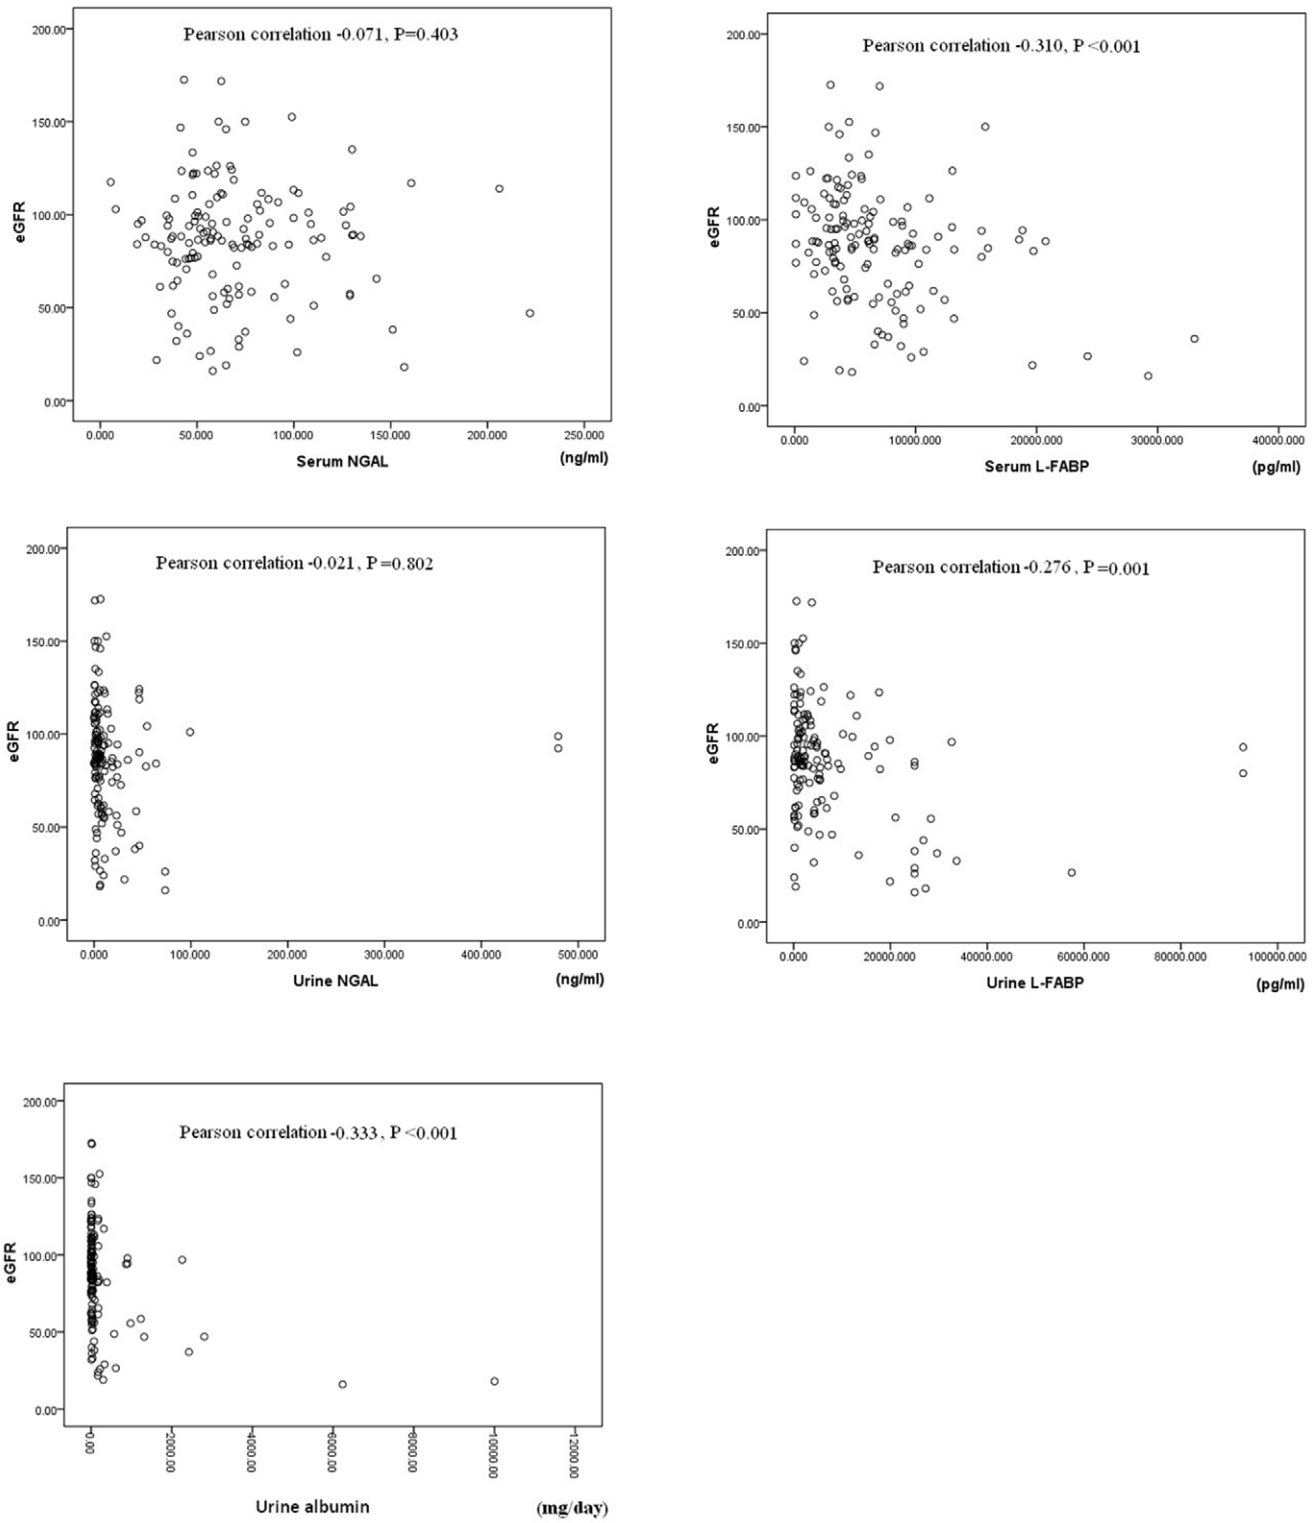 Pearson correlation -0.071, P=0.403
200.00
150.00
100.00
50.00
0.00
eGFR
0.000 50.000 100.000 150.000 200.000 250.000
Serum NGAL (ng/ml)
Pearson correlation -0.310, P <0.001
200.00
150.00
100.00
50.00
0.00
eGFR
0.000 10000.000 20000.000 30000.000 40000.000
Serum L-FABP (pg/ml)
Pearson correlation -0.021, P =0.802
200.00
150.00
100.00
50.00
0.00
eGFR
0.000 100.000 200.000 300.000 400.000 500.000
Urine NGAL (ng/ml)
Pearson correlation -0.276 , P =0.001
200.00
150.00
100.00
50.00
0.00
eGFR
0.000 20000.000 40000.000 60000.000 80000.000 100000.000
Urine L-FABP (pg/ml)
Pearson correlation -0.333 , P <0.001
200.00
150.00
100.00
50.00
0.00
eGFR
0.00 2000.00 4000.00 6000.00 8000.00 10000.00 12000.00
Urine albumin (mg/day)